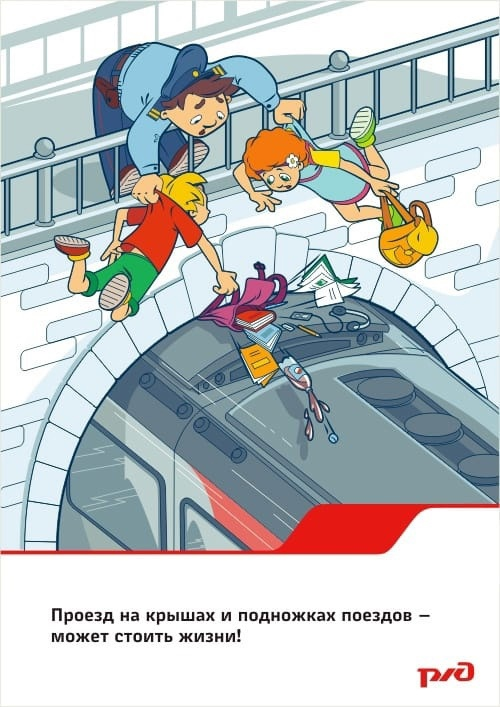 Проезд на крышах и подножках поездов –
может стоить жизни!
ржд